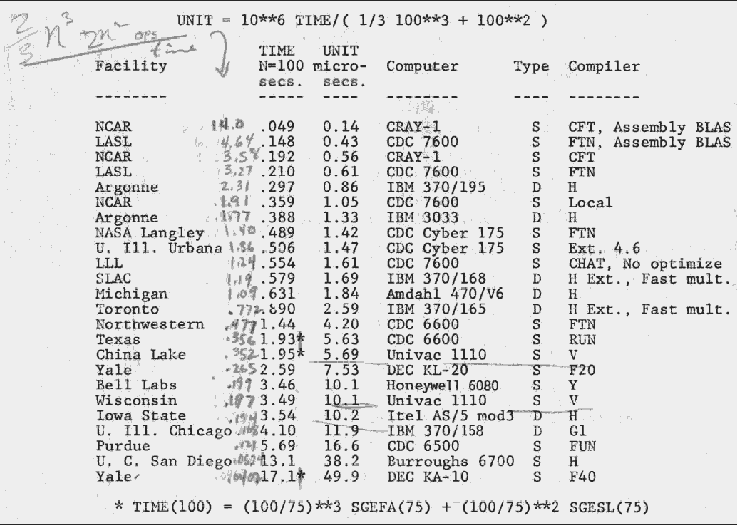 UNIT = 10**6 TIME/( 1/3 100**3 + 100**2 )
2/3 n³ 2n² ops time
TIME UNIT
Facility N=100 micro- Computer Type Compiler
secs. secs.
-------- ----- ---- --------- ---- --------
NCAR 14.0 .049 0.14 CRAY-1 S CFT, Assembly BLAS
LASL 4.64 .148 0.43 CDC 7600 S FTN, Assembly BLAS
NCAR 3.54 .192 0.56 CRAY-1 S CFT
LASL 3.27 .210 0.61 CDC 7600 S FTN
Argonne 2.31 .297 0.86 IBM 370/195 D H
NCAR 1.91 .359 1.05 CDC 7600 S Local
Argonne 1.77 .388 1.33 IBM 3033 D H
NASA Langley 1.40 .489 1.42 CDC Cyber 175 S FTN
U. Ill. Urbana 1.36 .506 1.47 CDC Cyber 175 S Ext. 4.6
LLL 1.24 .554 1.61 CDC 7600 S CHAT, No optimize
SLAC 1.19 .579 1.69 IBM 370/168 D H Ext., Fast mult.
Michigan 1.09 .631 1.84 Amdahl 470/V6 D H
Toronto .772 .890 2.59 IBM 370/165 D H Ext., Fast mult.
Northwestern .477 1.44 4.20 CDC 6600 S FTN
Texas .356 1.93* 5.63 CDC 6600 S RUN
China Lake .352 1.95* 5.69 Univac 1110 S V
Yale .265 2.59 7.53 DEC KL-20 S F20
Bell Labs .197 3.46 10.1 Honeywell 6080 S Y
Wisconsin .197 3.49 10.1 Univac 1110 S V
Iowa State .194 3.54 10.2 Itel AS/5 mod3 D H
U. Ill. Chicago 4.10 11.9 IBM 370/158 D G1
Purdue .121 5.69 16.6 CDC 6500 S FUN
U. C. San Diego 13.1 38.2 Burroughs 6700 S H
Yale 17.1* 49.9 DEC KA-10 S F40
* TIME(100) = (100/75)**3 SGEFA(75) + (100/75)**2 SGESL(75)